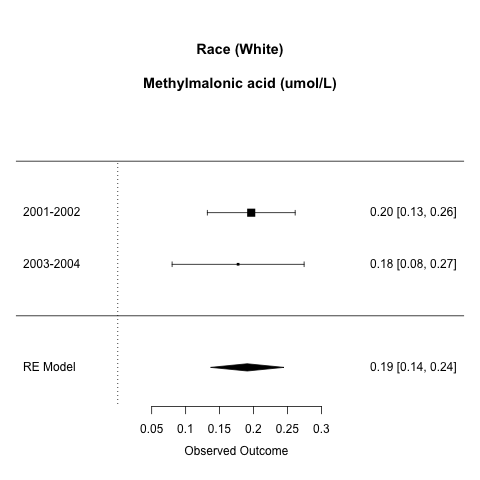 Race (White)
Methylmalonic acid (umol/L)
2001-2002 0.20 [0.13, 0.26]
2003-2004 0.18 [0.08, 0.27]
RE Model 0.19 [0.14, 0.24]
0.05 0.1 0.15 0.2 0.25 0.3
Observed Outcome